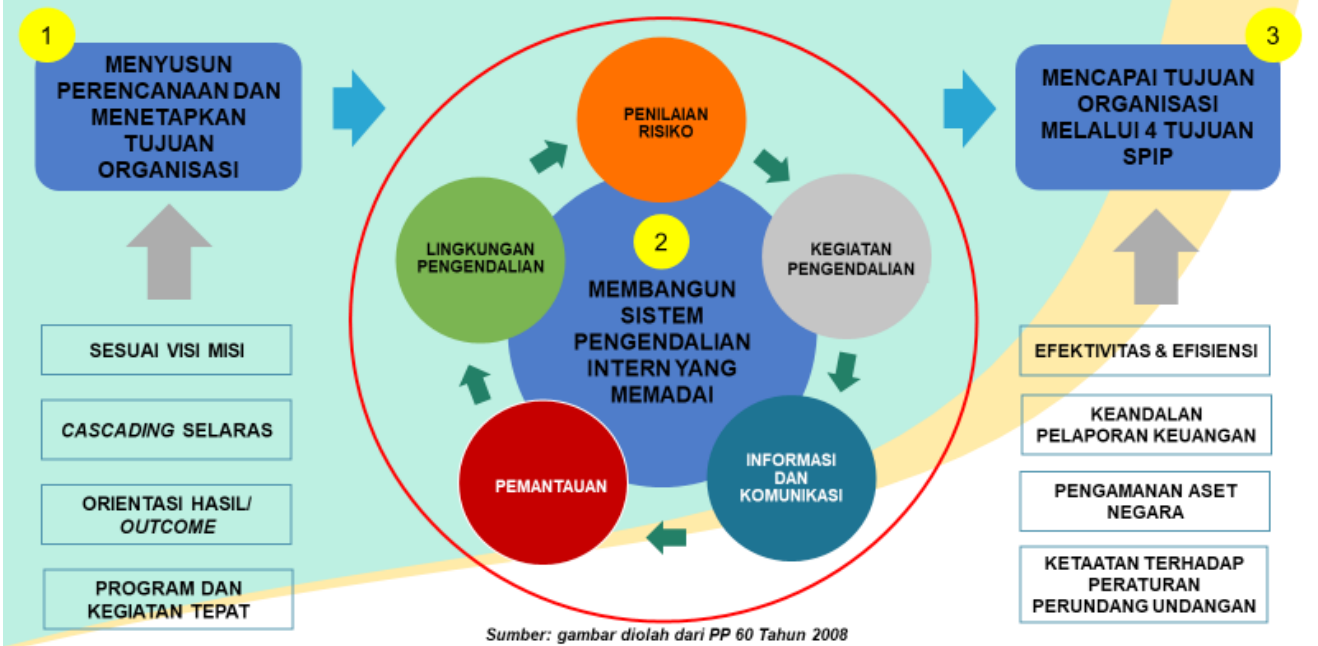 1
MENYUSUN
PERENCANAAN DAN
MENETAPKAN
TUJUAN
ORGANISASI
SESUAI VISI MISI
CASCADING SELARAS
ORIENTASI HASIL/
OUTCOME
PROGRAM DAN
KEGIATAN TEPAT
PENILAIAN
RISIKO
LINGKUNGAN
PENGENDALIAN
KEGIATAN
PENGENDALIAN
2
MEMBANGUN
SISTEM
PENGENDALIAN
INTERN YANG
MEMADAI
PEMANTAUAN
INFORMASI
DAN
KOMUNIKASI
3
MENCAPAI TUJUAN
ORGANISASI
MELALUI 4 TUJUAN
SPIP
EFEKTIVITAS & EFISIENSI
KEANDALAN
PELAPORAN KEUANGAN
PENGAMANAN ASET
NEGARA
KETAATAN TERHADAP
PERATURAN
PERUNDANG UNDANGAN
Sumber: gambar diolah dari PP 60 Tahun 2008